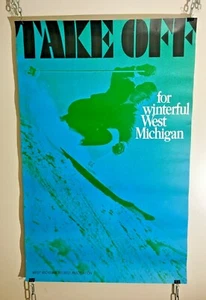 TAKE OFF
for
winterful
West
Michigan